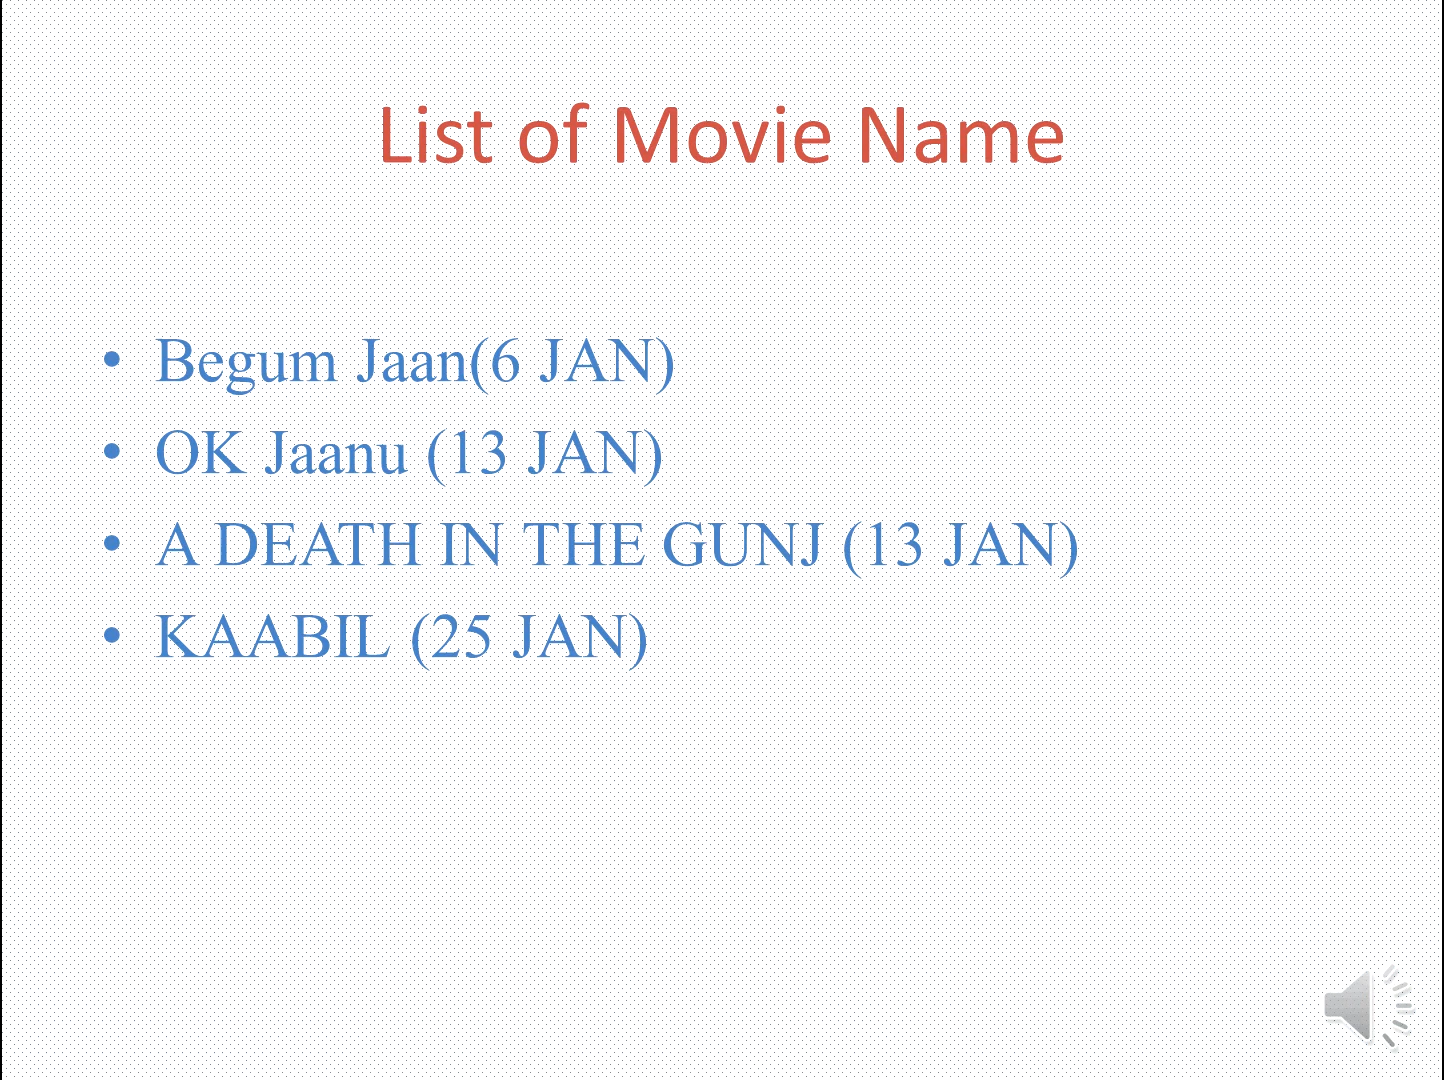 List of Movie Name
• Begum Jaan(6 JAN)
• OK Jaanu (13 JAN)
• A DEATH IN THE GUNJ (13 JAN)
• KAABIL (25 JAN)